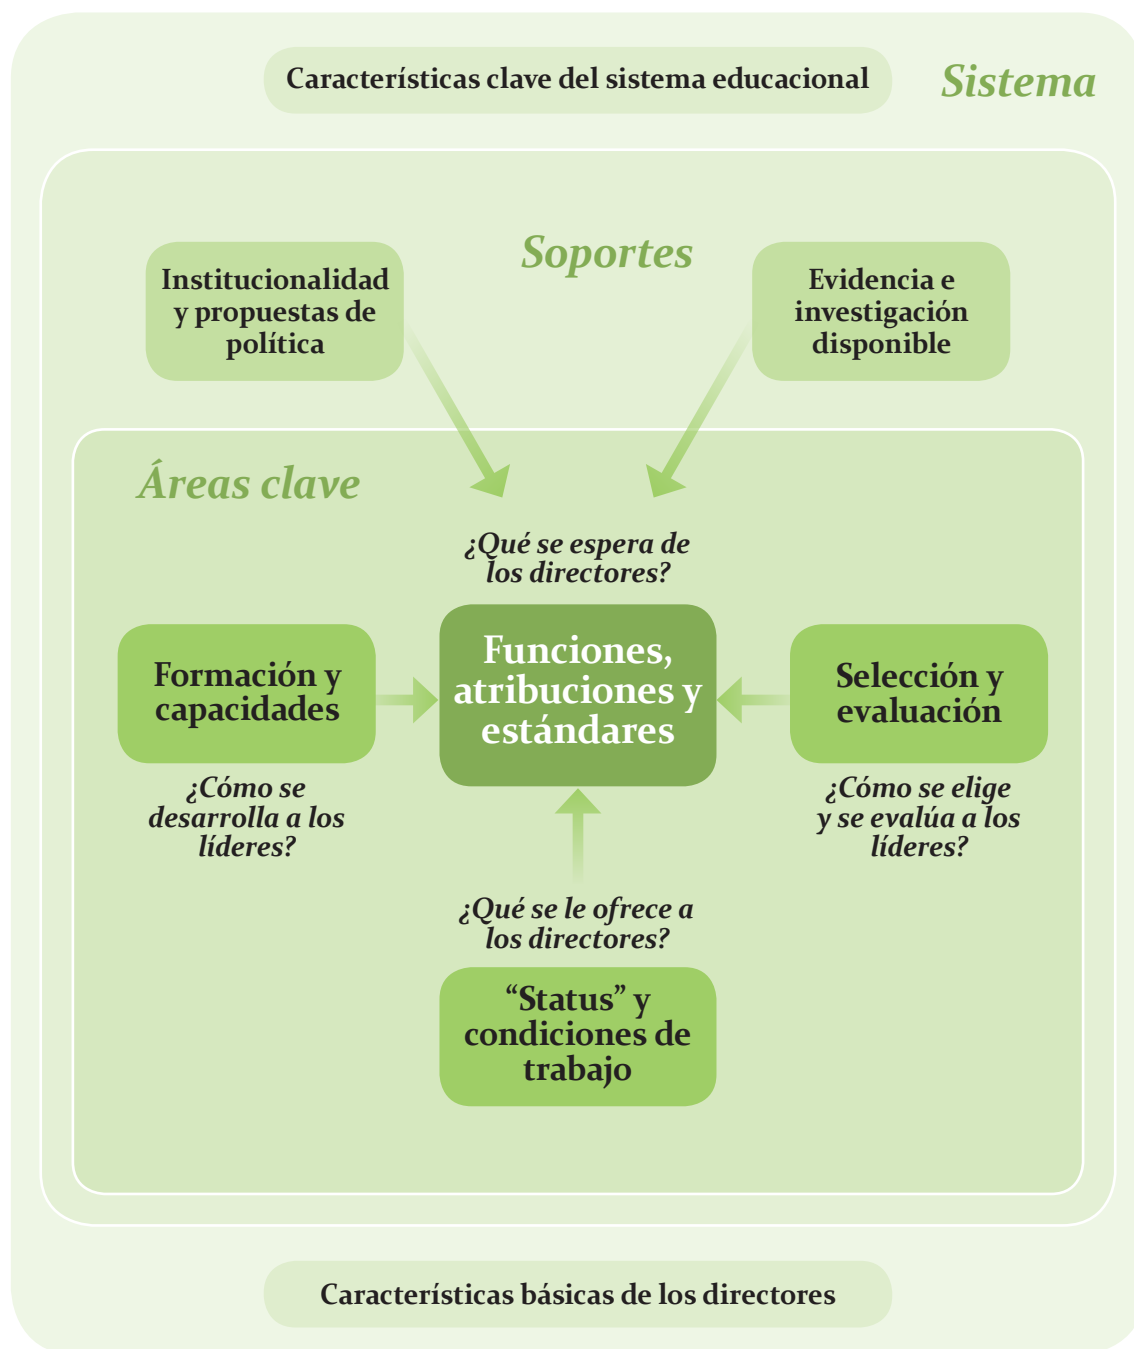 Características clave del sistema educacional
Sistema
Soportes
Institucionalidad
y propuestas de
política
Evidencia e
investigación
disponible
Áreas clave
¿Qué se espera de
los directores?
Funciones,
atribuciones y
estándares
Formación y
capacidades
¿Cómo se
desarrolla a los
líderes?
Selección y
evaluación
¿Cómo se elige
y se evalúa a los
líderes?
¿Qué se le ofrece a
los directores?
“Status” y
condiciones de
trabajo
Características básicas de los directores